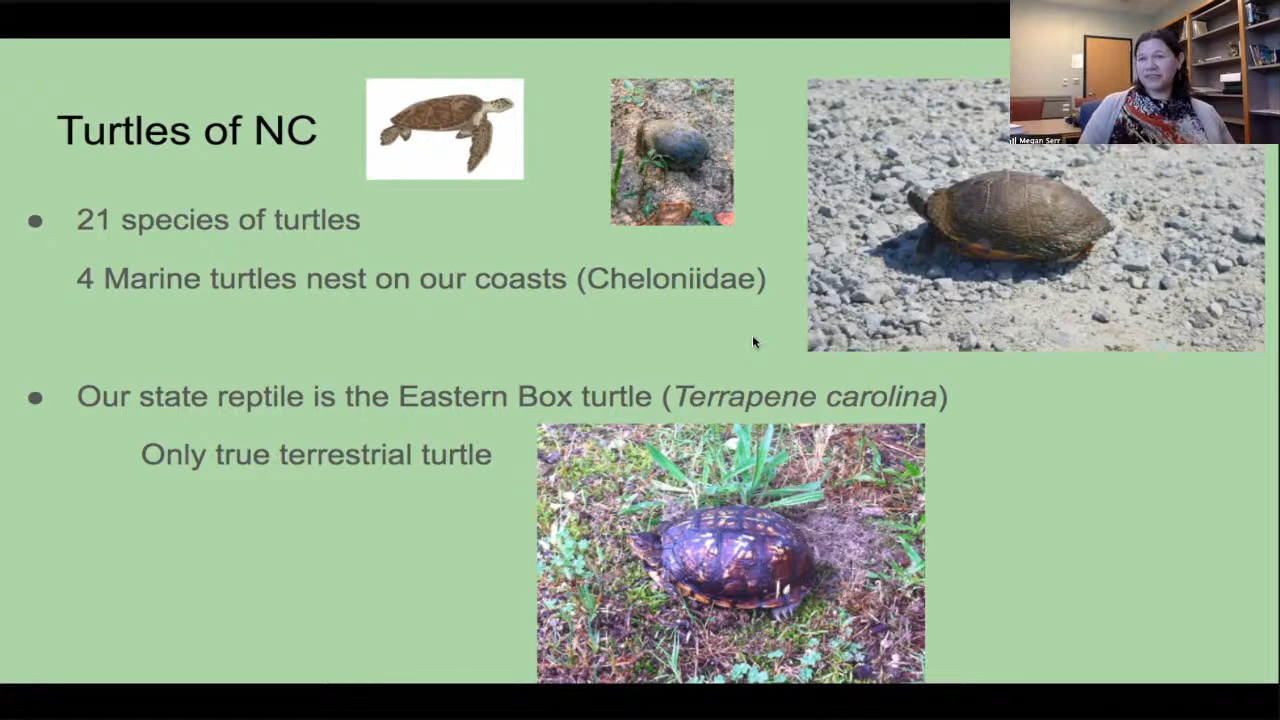 Turtles of NC
Megan Serr
● 21 species of turtles
4 Marine turtles nest on our coasts (Cheloniidae)
● Our state reptile is the Eastern Box turtle (Terrapene carolina)
Only true terrestrial turtle